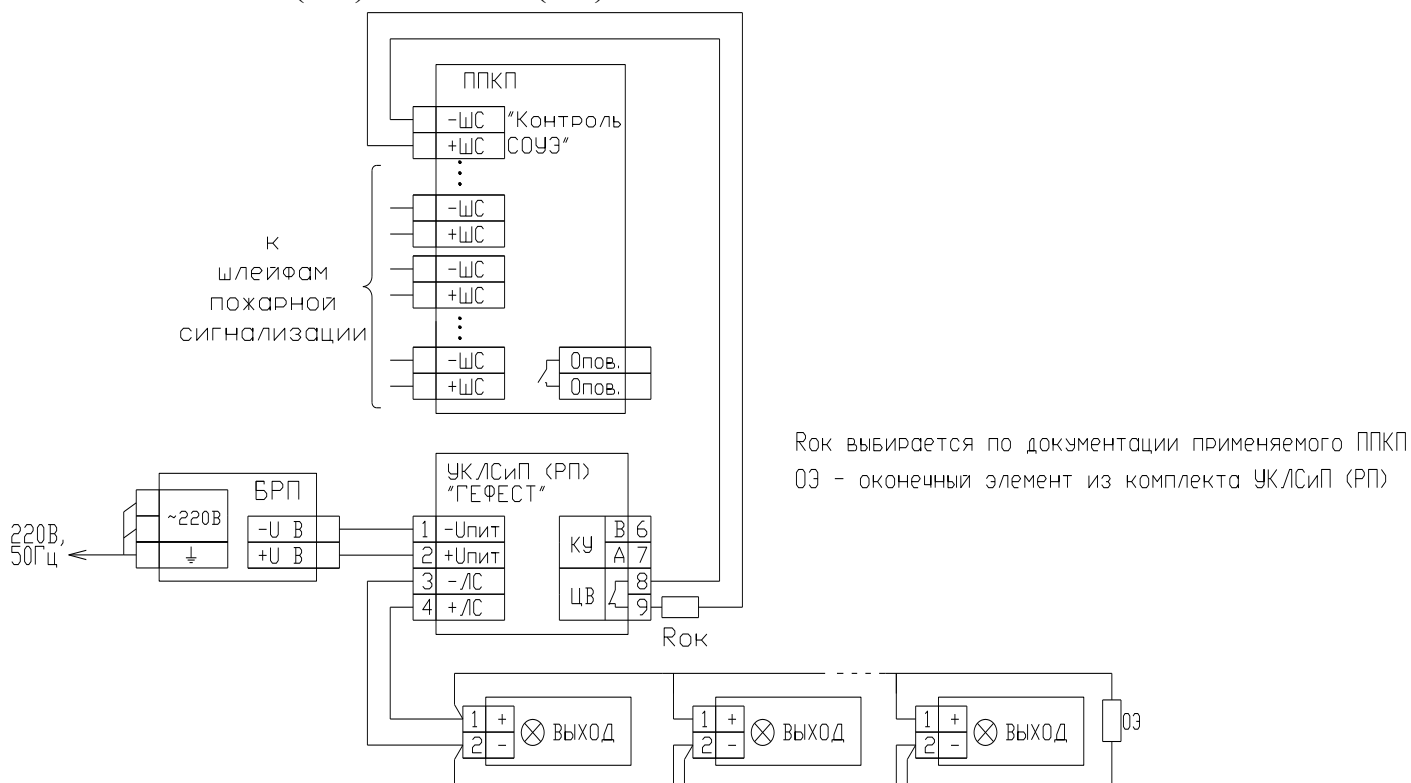 ППКП
-ШС "Контроль
+ШС СОУЭ"
-ШС
+ШС
-ШС
+ШС
-ШС
+ШС
к
шлейфам
пожарной
сигнализации
Опов.
Опов.
Rок выбирается по документации применяемого ППКП
ОЭ - оконечный элемент из комплекта УКЛСиП (РП)
220В,
50Гц
~220В
БРП
-U В
+U В
УКЛСиП (РП)
"ГЕФЕСТ"
1 -Uпит
2 +Uпит
3 -ЛС
4 +ЛС
КУ
В 6
А 7
ЦВ
8
9
Rок
1 +
2 -
ВЫХОД
1 +
2 -
ВЫХОД
1 +
2 -
ВЫХОД
ОЭ